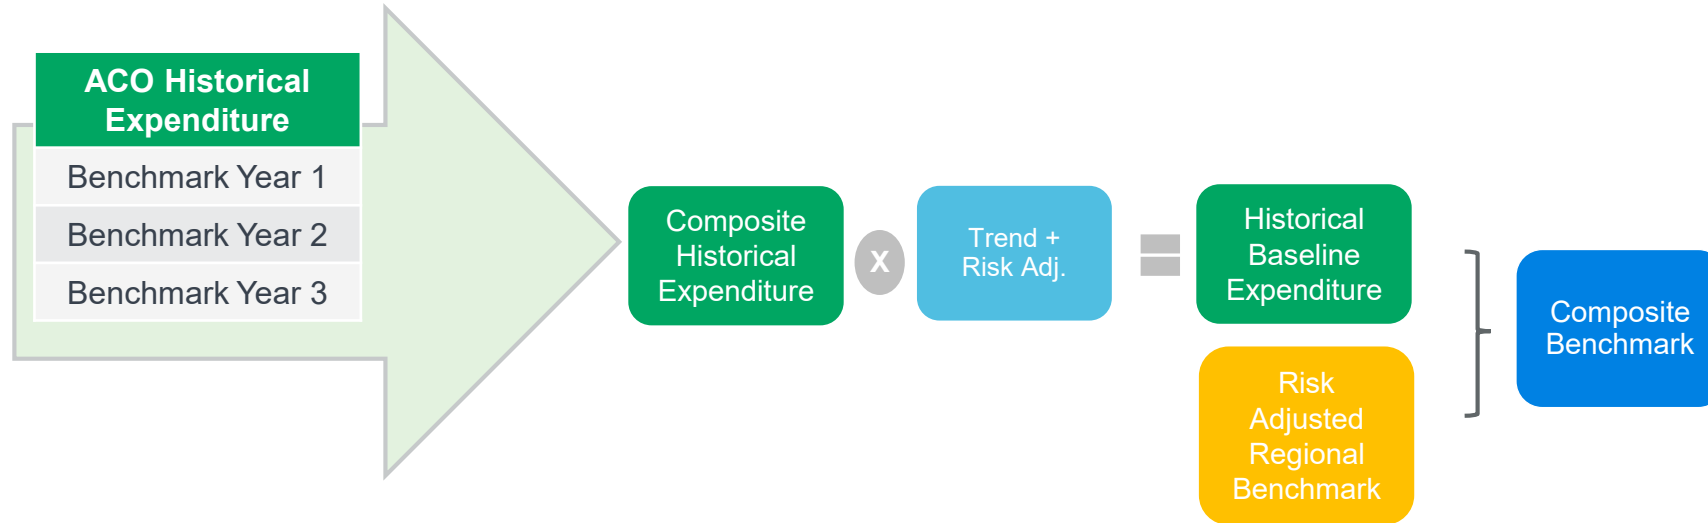 ACO Historical
Expenditure
Benchmark Year 1
Benchmark Year 2
Benchmark Year 3
Composite
Historical
Expenditure
X
Trend +
Risk Adj.
Historical
Baseline
Expenditure
Risk
Adjusted
Regional
Benchmark
Composite
Benchmark